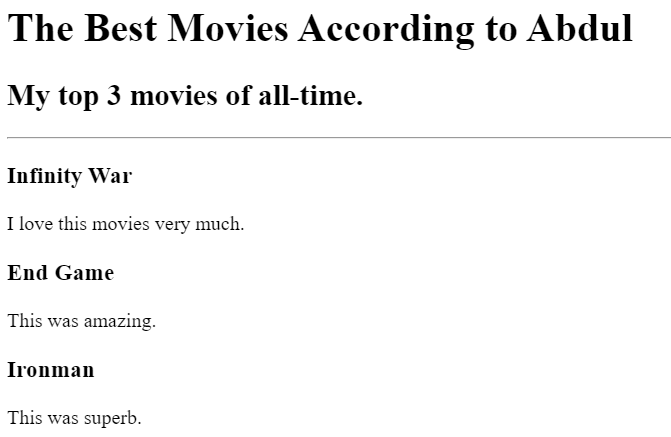 The Best Movies According to Abdul
My top 3 movies of all-time.
Infinity War
I love this movies very much.
End Game
This was amazing.
Ironman
This was superb.